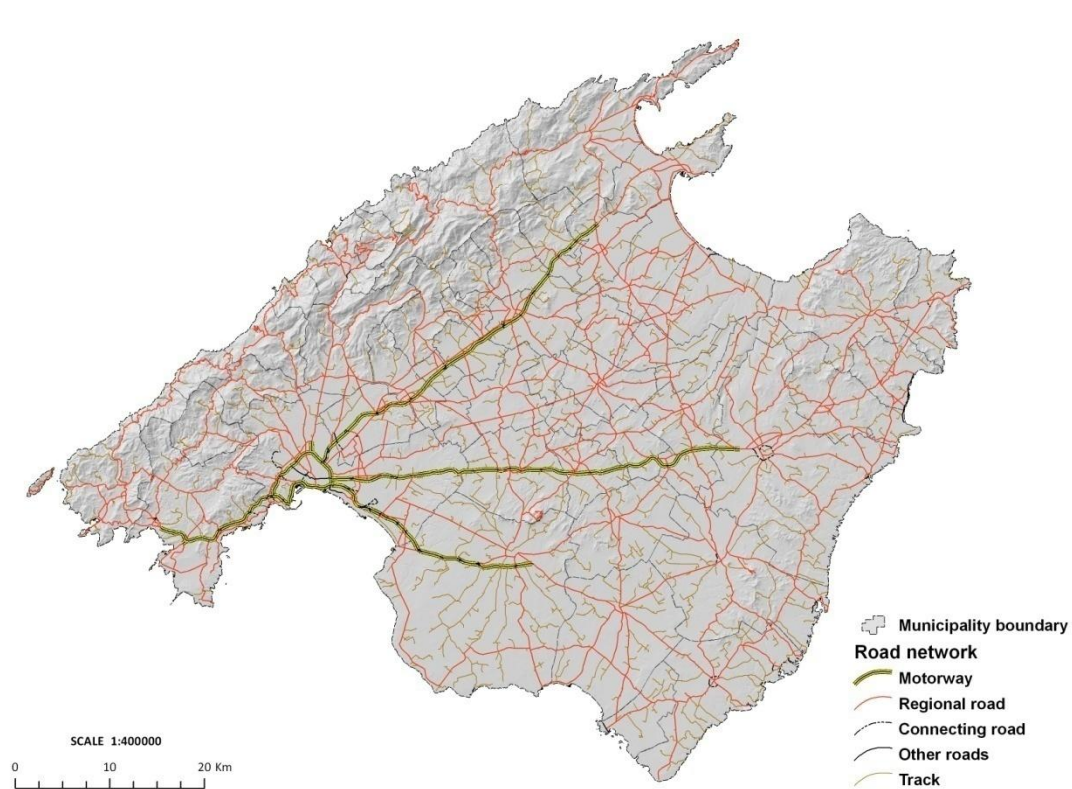 Municipality boundary
Road network
Motorway
Regional road
Connecting road
Other roads
Track
SCALE 1:400000
0 10 20 Km